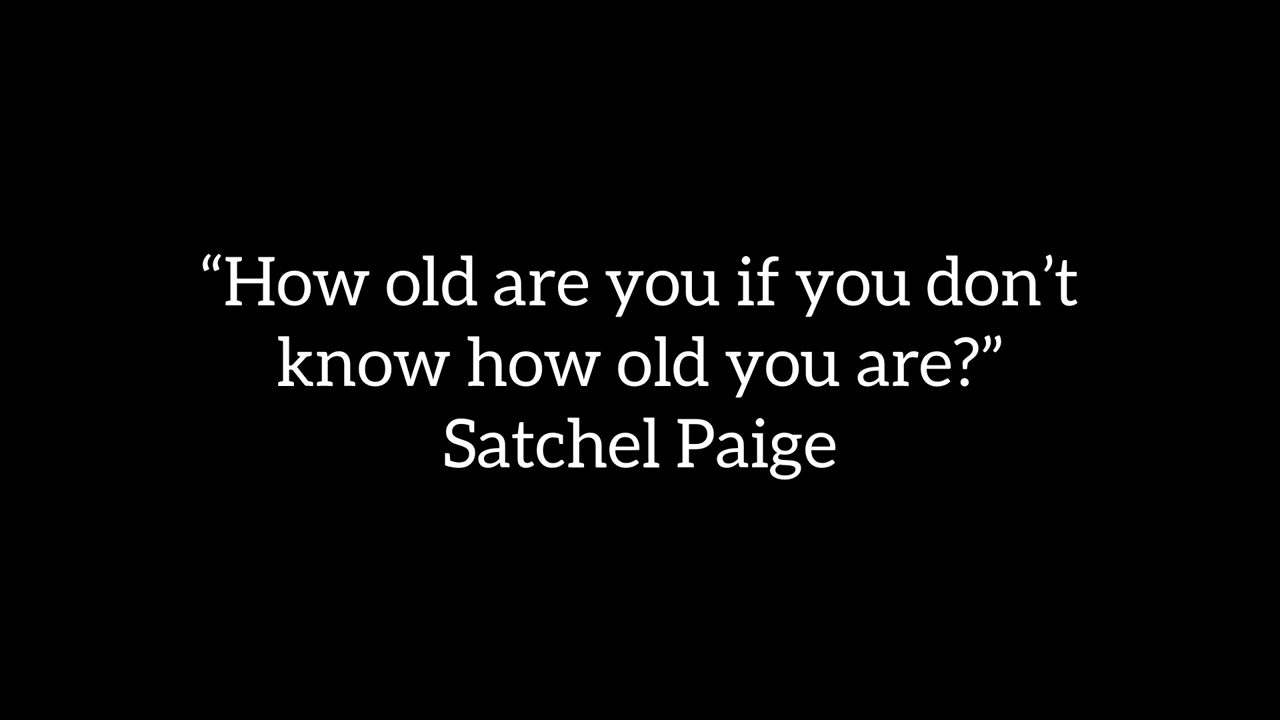 “How old are you if you don’t
know how old you are?”
Satchel Paige